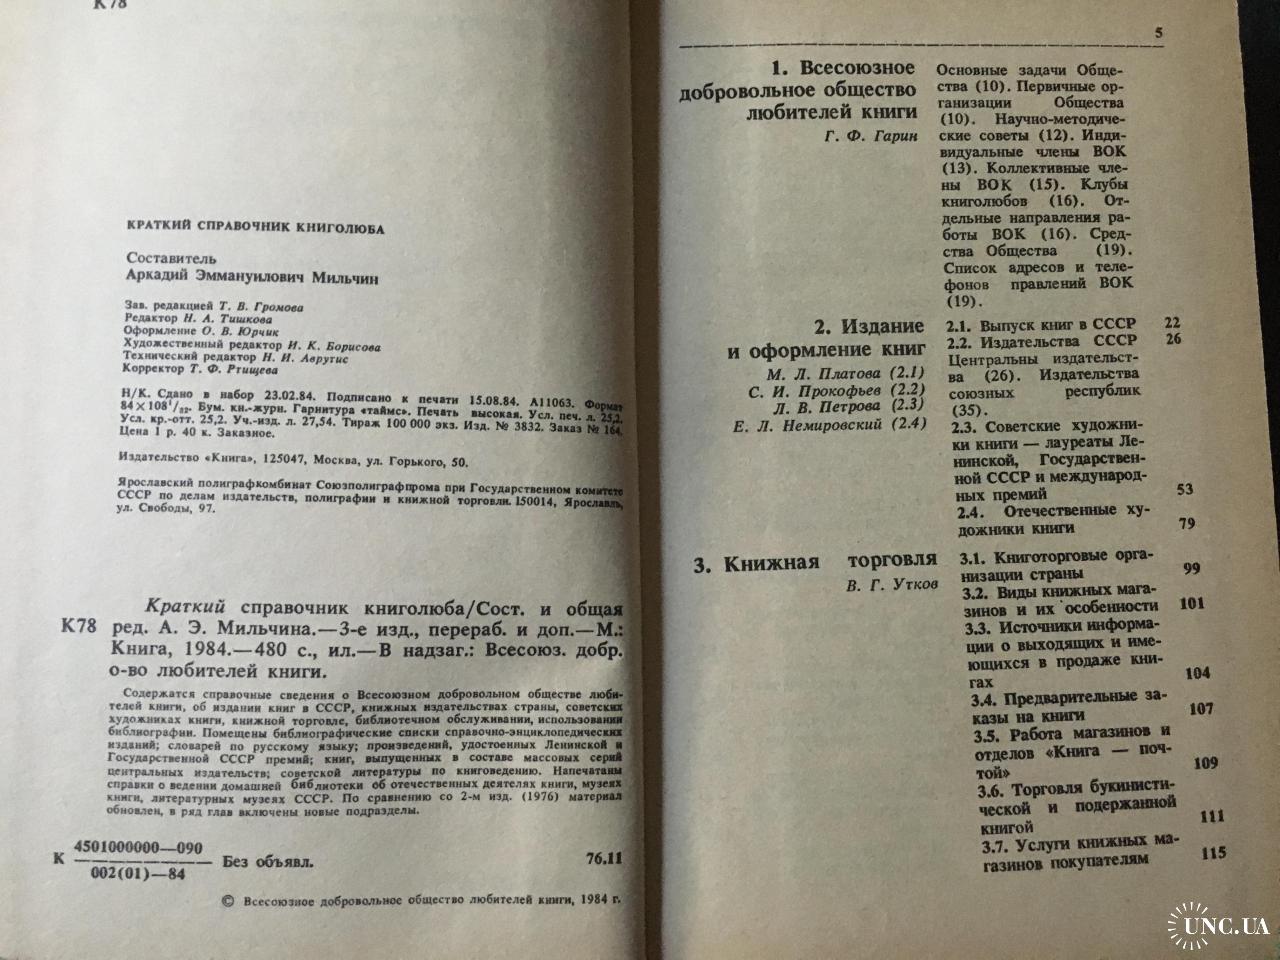 К78
КРАТКИЙ СПРАВОЧНИК КНИГОЛЮБА
Составитель
Аркадий Эммануилович Мильчин
Зав. редакцией Т. В. Громова
Редактор Н. А. Тишкова
Оформление О. В. Юрчик
Художественный редактор И. К. Борисова
Технический редактор Н. И. Аврутис
Корректор Т. Ф. Ртищева
Н/К. Сдано в набор 23.02.84. Подписано к печати 15.08.84. А11063. Формат
84×108¹/₃₂. Бум. кн.-журн. Гарнитура «таймс». Печать высокая. Усл. печ. л. 25,2.
Усл. кр.-отт. 25,2. Уч.-изд. л. 27,54. Тираж 100 000 экз. Изд. № 3832. Заказ № 164.
Цена 1 р. 40 к. Заказное.
Издательство «Книга», 125047, Москва, ул. Горького, 50.
Ярославский полиграфкомбинат Союзполиграфпрома при Государственном комитете
СССР по делам издательств, полиграфии и книжной торговли. 150014, Ярославль,
ул. Свободы, 97.
Краткий справочник книголюба/Сост. и общая
К78 ред. А. Э. Мильчина.—3-е изд., перераб. и доп.—М.:
Книга, 1984.—480 с., ил.—В надзаг.: Всесоюз. добр.
о-во любителей книги.
Содержатся справочные сведения о Всесоюзном добровольном обществе люби-
телей книги, об издании книг в СССР, книжных издательствах страны, советских
художниках книги, книжной торговле, библиотечном обслуживании, использовании
библиографии. Помещены библиографические списки справочно-энциклопедических
изданий; словарей по русскому языку; произведений, удостоенных Ленинской и
Государственной СССР премий; книг, выпущенных в составе массовых серий
центральных издательств; советской литературы по книговедению. Напечатаны
справки о ведении домашней библиотеки об отечественных деятелях книги, музеях
книги, литературных музеях СССР. По сравнению со 2-м изд. (1976) материал
обновлен, в ряд глав включены новые подразделы.
4501000000—090
К Без объявл. 76.11
002(01)—84
© Всесоюзное добровольное общество любителей книги, 1984 г.
5
1. Всесоюзное
добровольное общество
любителей книги
Г. Ф. Гарин
Основные задачи Обще-
ства (10). Первичные ор-
ганизации Общества
(10). Научно-методиче-
ские советы (12). Инди-
видуальные члены ВОК
(13). Коллективные чле-
ны ВОК (15). Клубы
книголюбов (16). От-
дельные направления ра-
боты ВОК (16). Сред-
ства Общества (19).
Список адресов и теле-
фонов правлений ВОК
(19).
2. Издание
и оформление книг
М. Л. Платова (2.1)
С. И. Прокофьев (2.2)
Л. В. Петрова (2.3)
Е. Л. Немировский (2.4)
2.1. Выпуск книг в СССР 22
2.2. Издательства СССР 26
Центральны издательст-
ва (26). Издательства
союзных республик
(35).
2.3. Советские художни-
ки книги — лауреаты Ле-
нинской, Государствен-
ной СССР и международ-
ных премий 53
2.4. Отечественные ху-
дожники книги 79
3. Книжная торговля
В. Г. Утков
3.1. Книготорговые орга-
низации страны 99
3.2. Виды книжных мага-
зинов и их особенности 101
3.3. Источники информа-
ции о выходящих и име-
ющихся в продаже кни-
гах 104
3.4. Предварительные за-
казы на книги 107
3.5. Работа магазинов и
отделов «Книга — поч-
той» 109
3.6. Торговля букинисти-
ческой и подержанной
книгой 111
3.7. Услуги книжных ма-
газинов покупателям 115
UNC.UA